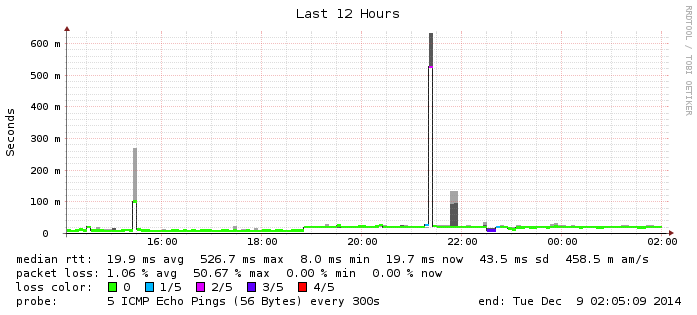 Last 12 Hours
RRDTOOL / TOBI OETIKER
Seconds
600 m
500 m
400 m
300 m
200 m
100 m
0
16:00 18:00 20:00 22:00 00:00 02:00
median rtt: 19.9 ms avg 526.7 ms max 8.0 ms min 19.7 ms now 43.5 ms sd 458.5 m am/s
packet loss: 1.06 % avg 50.67 % max 0.00 % min 0.00 % now
loss color: 0 1/5 2/5 3/5 4/5
probe: 5 ICMP Echo Pings (56 Bytes) every 300s end: Tue Dec 9 02:05:09 2014